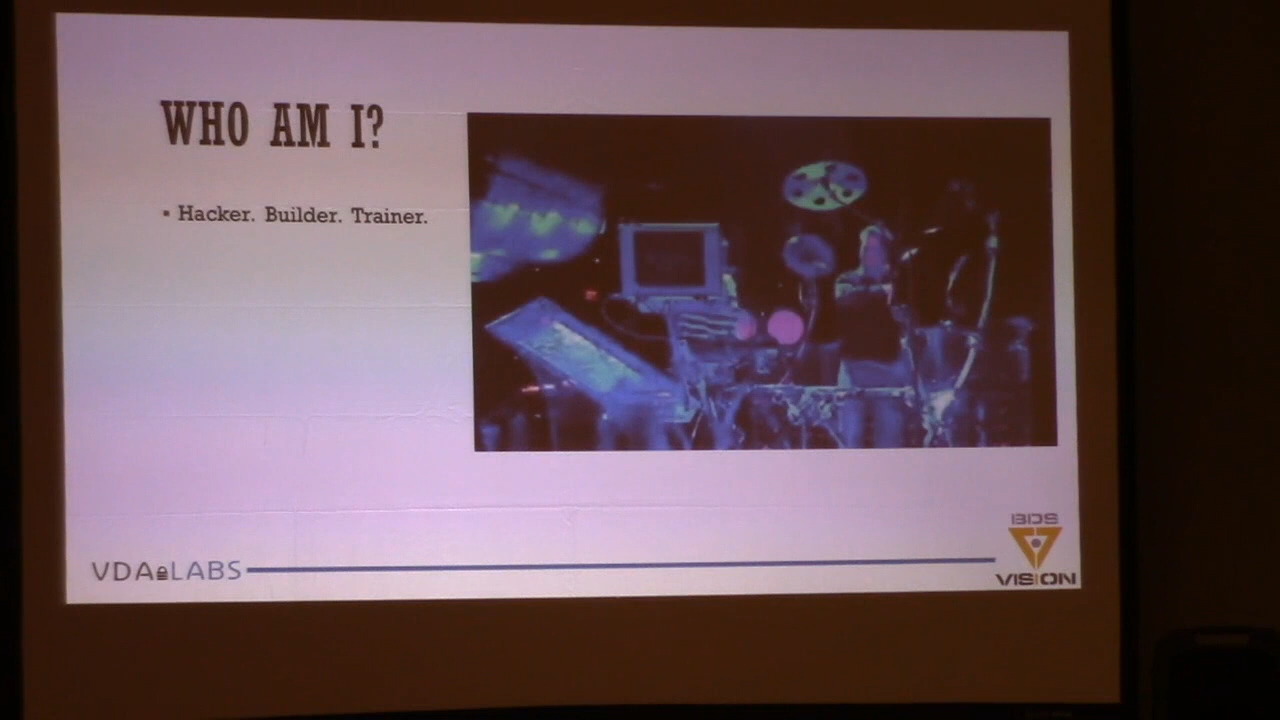 WHO AM I?
▪ Hacker. Builder. Trainer.
VDA LABS
BDS
VISION